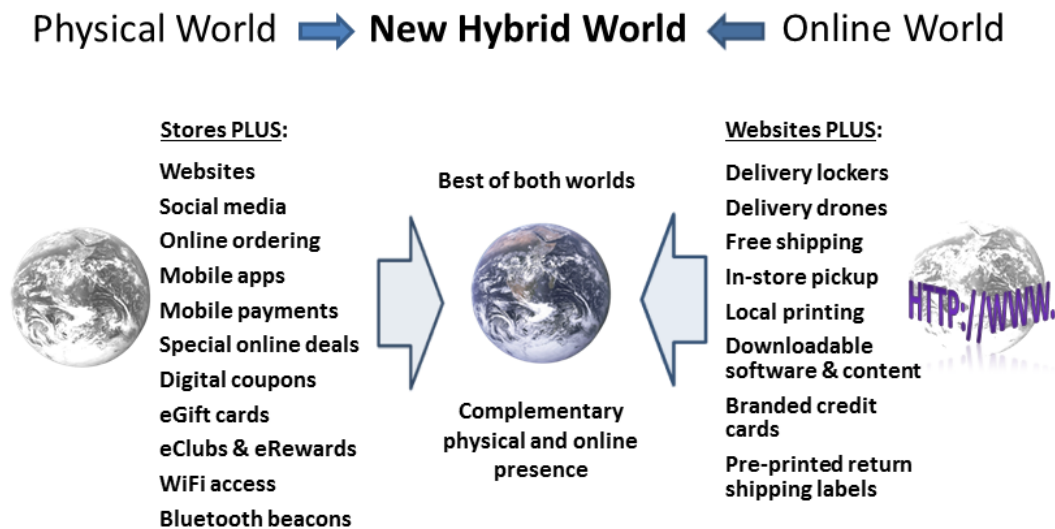 Physical World
New Hybrid World
Online World
Stores PLUS:
Websites
Social media
Online ordering
Mobile apps
Mobile payments
Special online deals
Digital coupons
eGift cards
eClubs & eRewards
WiFi access
Bluetooth beacons
Best of both worlds
Complementary
physical and online
presence
Websites PLUS:
Delivery lockers
Delivery drones
Free shipping
In-store pickup
Local printing
Downloadable
software & content
Branded credit
cards
Pre-printed return
shipping labels
HTTP://WWW.